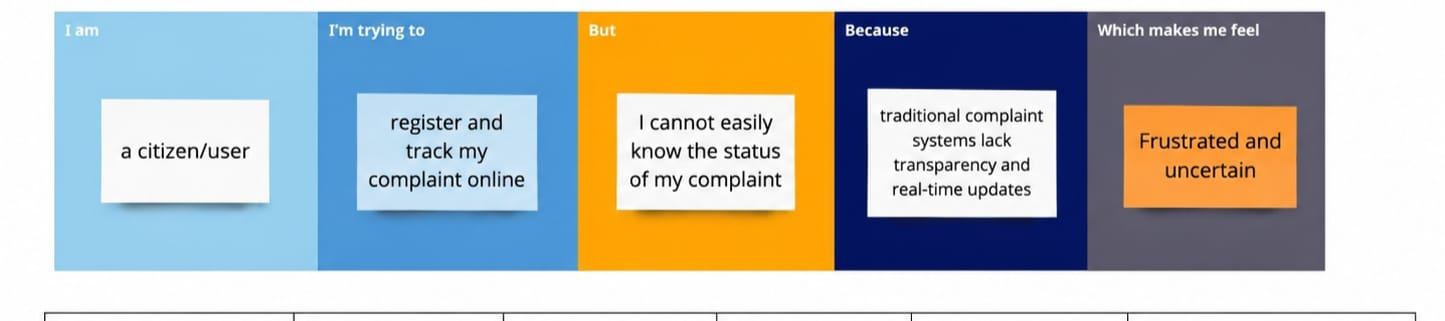 I am
a citizen/user
I'm trying to
register and
track my
complaint online
But
I cannot easily
know the status
of my complaint
Because
traditional complaint
systems lack
transparency and
real-time updates
Which makes me feel
Frustrated and
uncertain